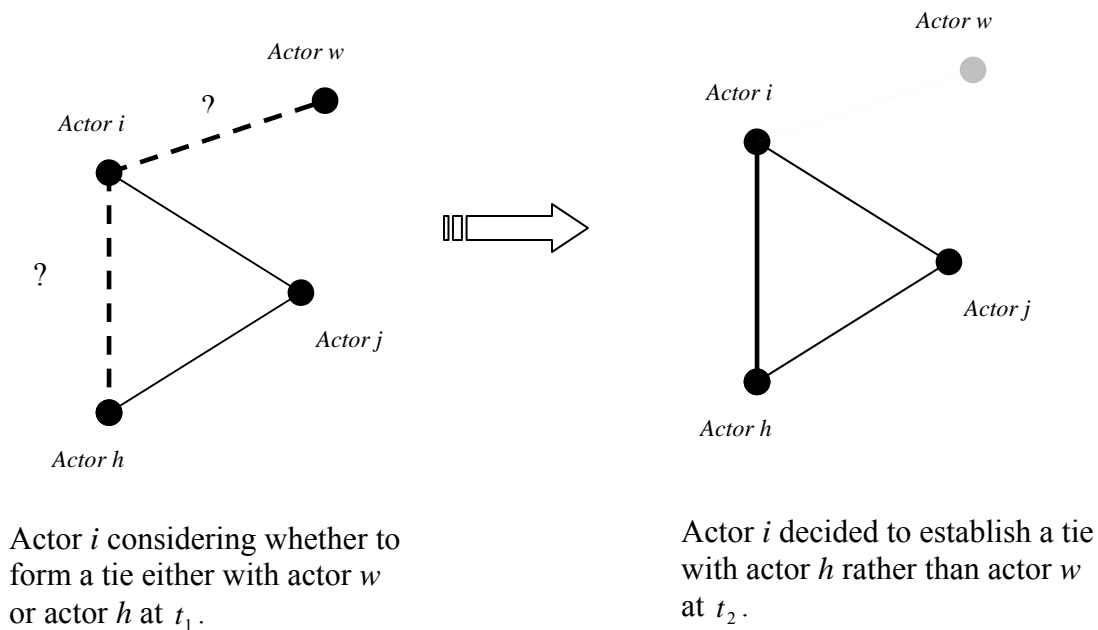 Actor w
?
Actor i
?
Actor j
Actor h
Actor i considering whether to
form a tie either with actor w
or actor h at t₁.
Actor w
Actor i
Actor j
Actor h
Actor i decided to establish a tie
with actor h rather than actor w
at t₂.